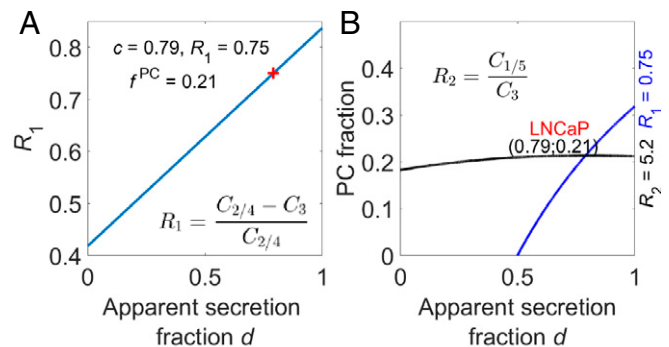 A
R₁
0.8
0.7
0.6
0.5
0.4
c = 0.79, R₁ = 0.75
fᴾᶜ = 0.21
R₁ = (C₂/₄ − C₃) / C₂/₄
0 0.5 1
Apparent secretion
fraction d
B
PC fraction
0.4
0.3
0.2
0.1
0
R₂ = C₁/₅ / C₃
LNCaP
(0.79;0.21)
0 0.5 1
Apparent secretion
fraction d
R₂ = 5.2 R₁ = 0.75